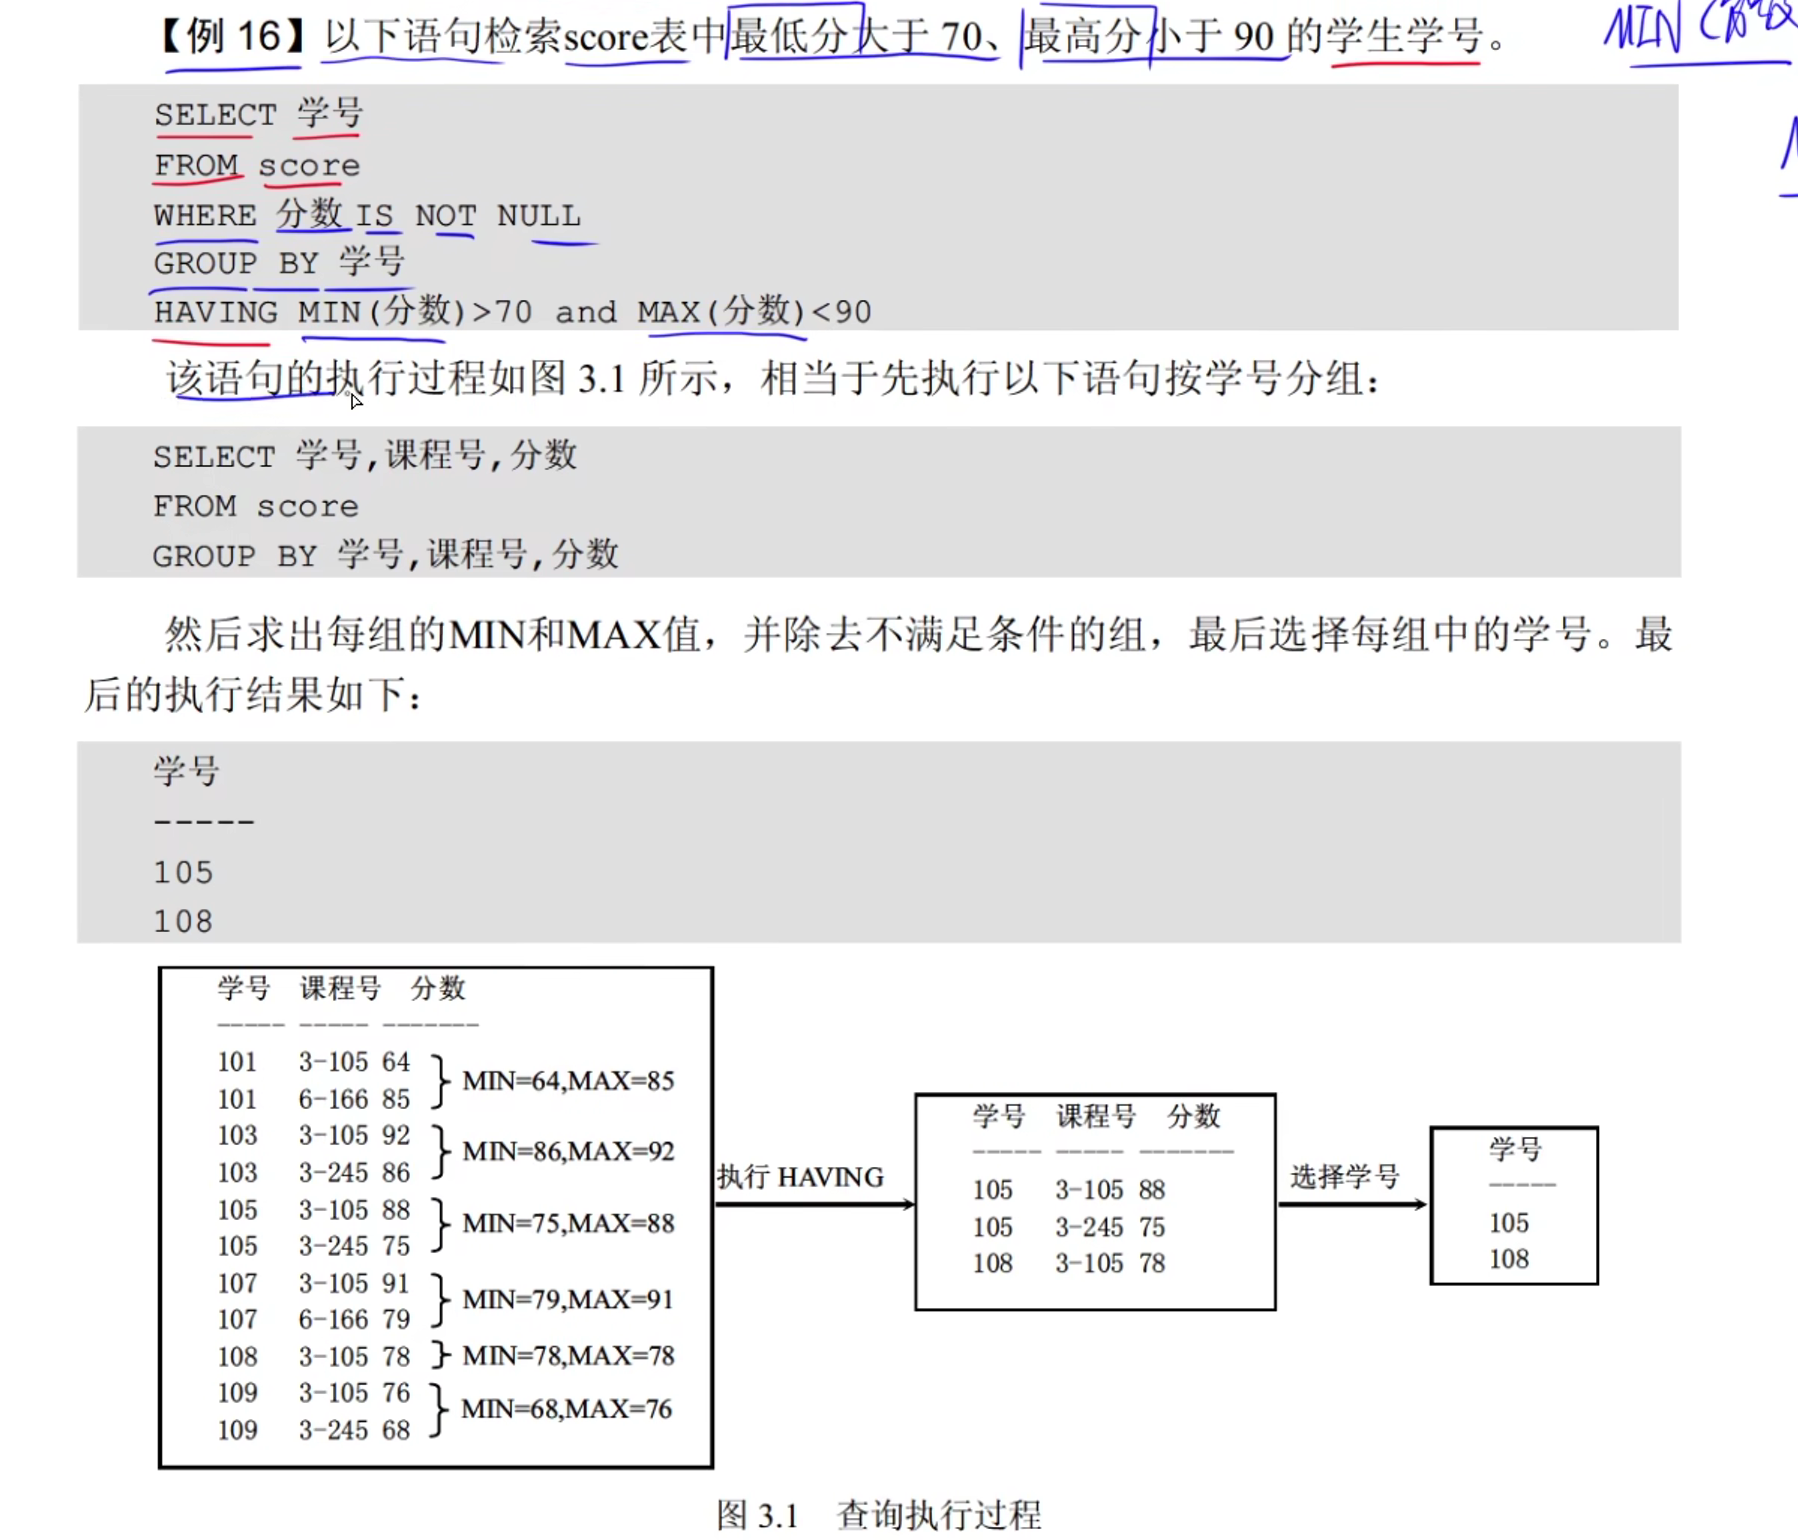 【例 16】以下语句检索score表中最低分大于 70、最高分小于 90 的学生学号。
MIN(
SELECT 学号
FROM score
WHERE 分数 IS NOT NULL
GROUP BY 学号
HAVING MIN(分数)>70 and MAX(分数)<90
该语句的执行过程如图 3.1 所示，相当于先执行以下语句按学号分组：
SELECT 学号,课程号,分数
FROM score
GROUP BY 学号,课程号,分数
然后求出每组的MIN和MAX值，并除去不满足条件的组，最后选择每组中的学号。最
后的执行结果如下：
学号
-----
105
108
学号 课程号 分数
----- ----- -------
101 3-105 64
101 6-166 85
MIN=64,MAX=85
103 3-105 92
103 3-245 86
MIN=86,MAX=92
105 3-105 88
105 3-245 75
MIN=75,MAX=88
107 3-105 91
107 6-166 79
MIN=79,MAX=91
108 3-105 78
MIN=78,MAX=78
109 3-105 76
109 3-245 68
MIN=68,MAX=76
执行 HAVING
学号 课程号 分数
----- ----- -------
105 3-105 88
105 3-245 75
108 3-105 78
选择学号
学号
-----
105
108
图 3.1 查询执行过程